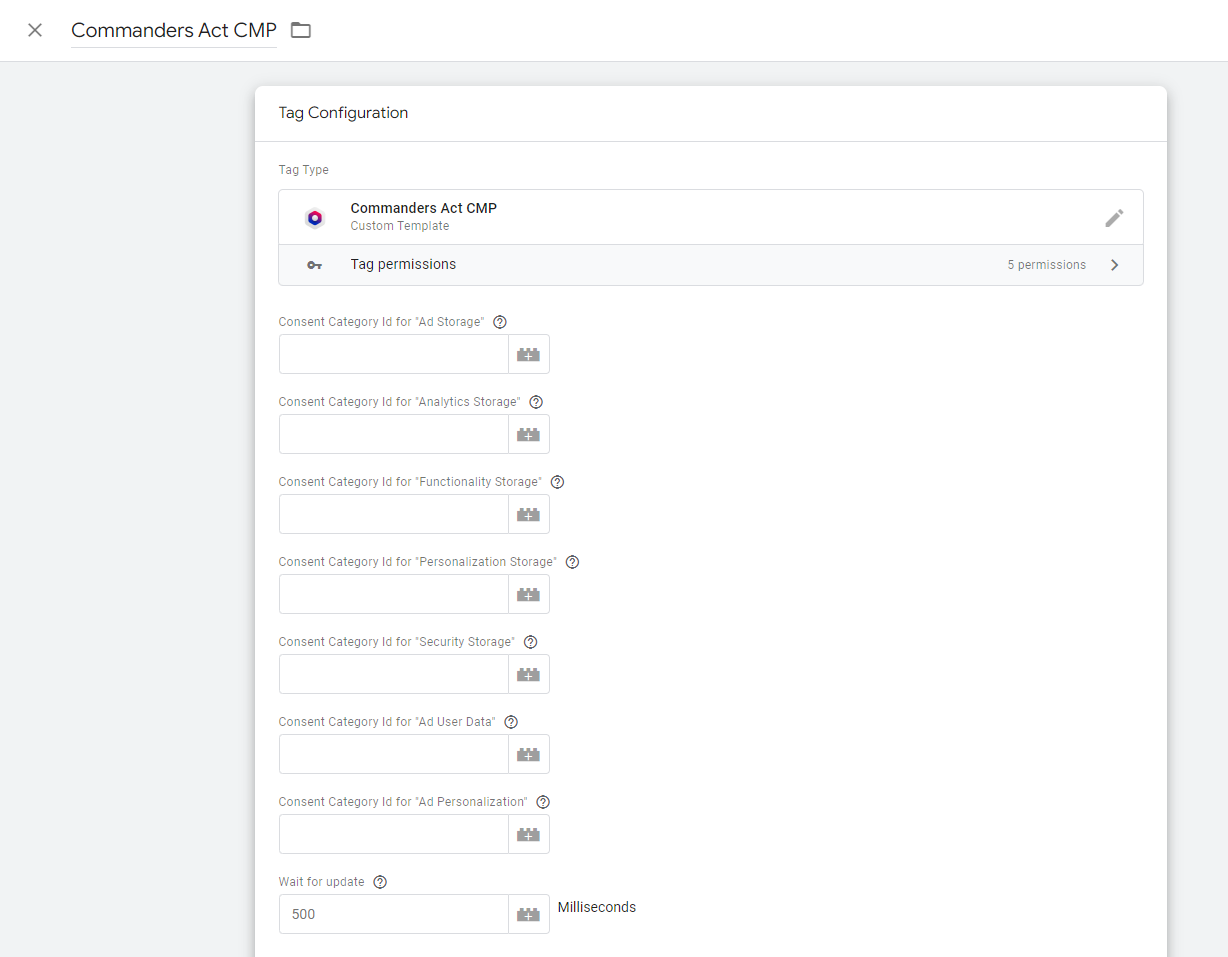 Commanders Act CMP
Tag Configuration
Tag Type
Commanders Act CMP
Custom Template
Tag permissions
5 permissions
Consent Category Id for "Ad Storage"
Consent Category Id for "Analytics Storage"
Consent Category Id for "Functionality Storage"
Consent Category Id for "Personalization Storage"
Consent Category Id for "Security Storage"
Consent Category Id for "Ad User Data"
Consent Category Id for "Ad Personalization"
Wait for update
500
Milliseconds